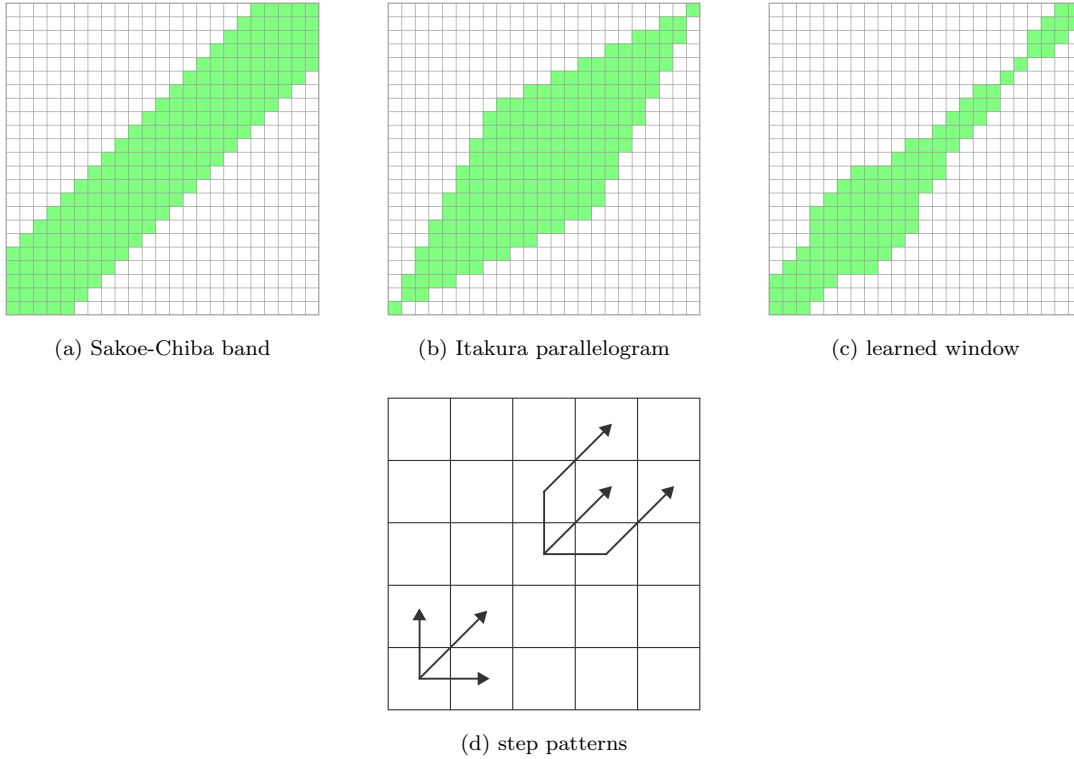 (a) Sakoe-Chiba band
(b) Itakura parallelogram
(c) learned window
(d) step patterns